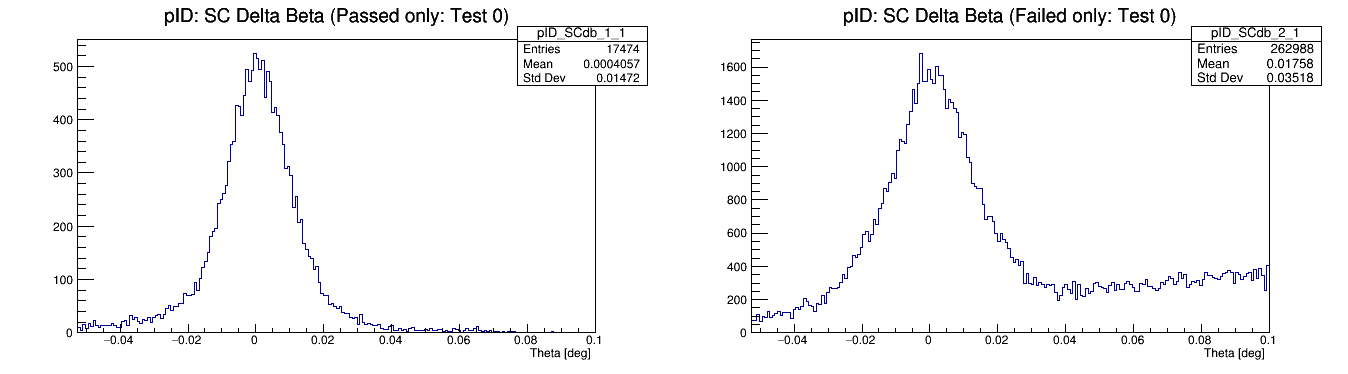 pID: SC Delta Beta (Passed only: Test 0)
pID_SCdb_1_1
Entries 17474
Mean 0.0004057
Std Dev 0.01472
500
400
300
200
100
0
−0.04 −0.02 0 0.02 0.04 0.06 0.08 0.1
Theta [deg]
pID: SC Delta Beta (Failed only: Test 0)
pID_SCdb_2_1
Entries 262988
Mean 0.01758
Std Dev 0.03518
1600
1400
1200
1000
800
600
400
200
0
−0.04 −0.02 0 0.02 0.04 0.06 0.08 0.1
Theta [deg]